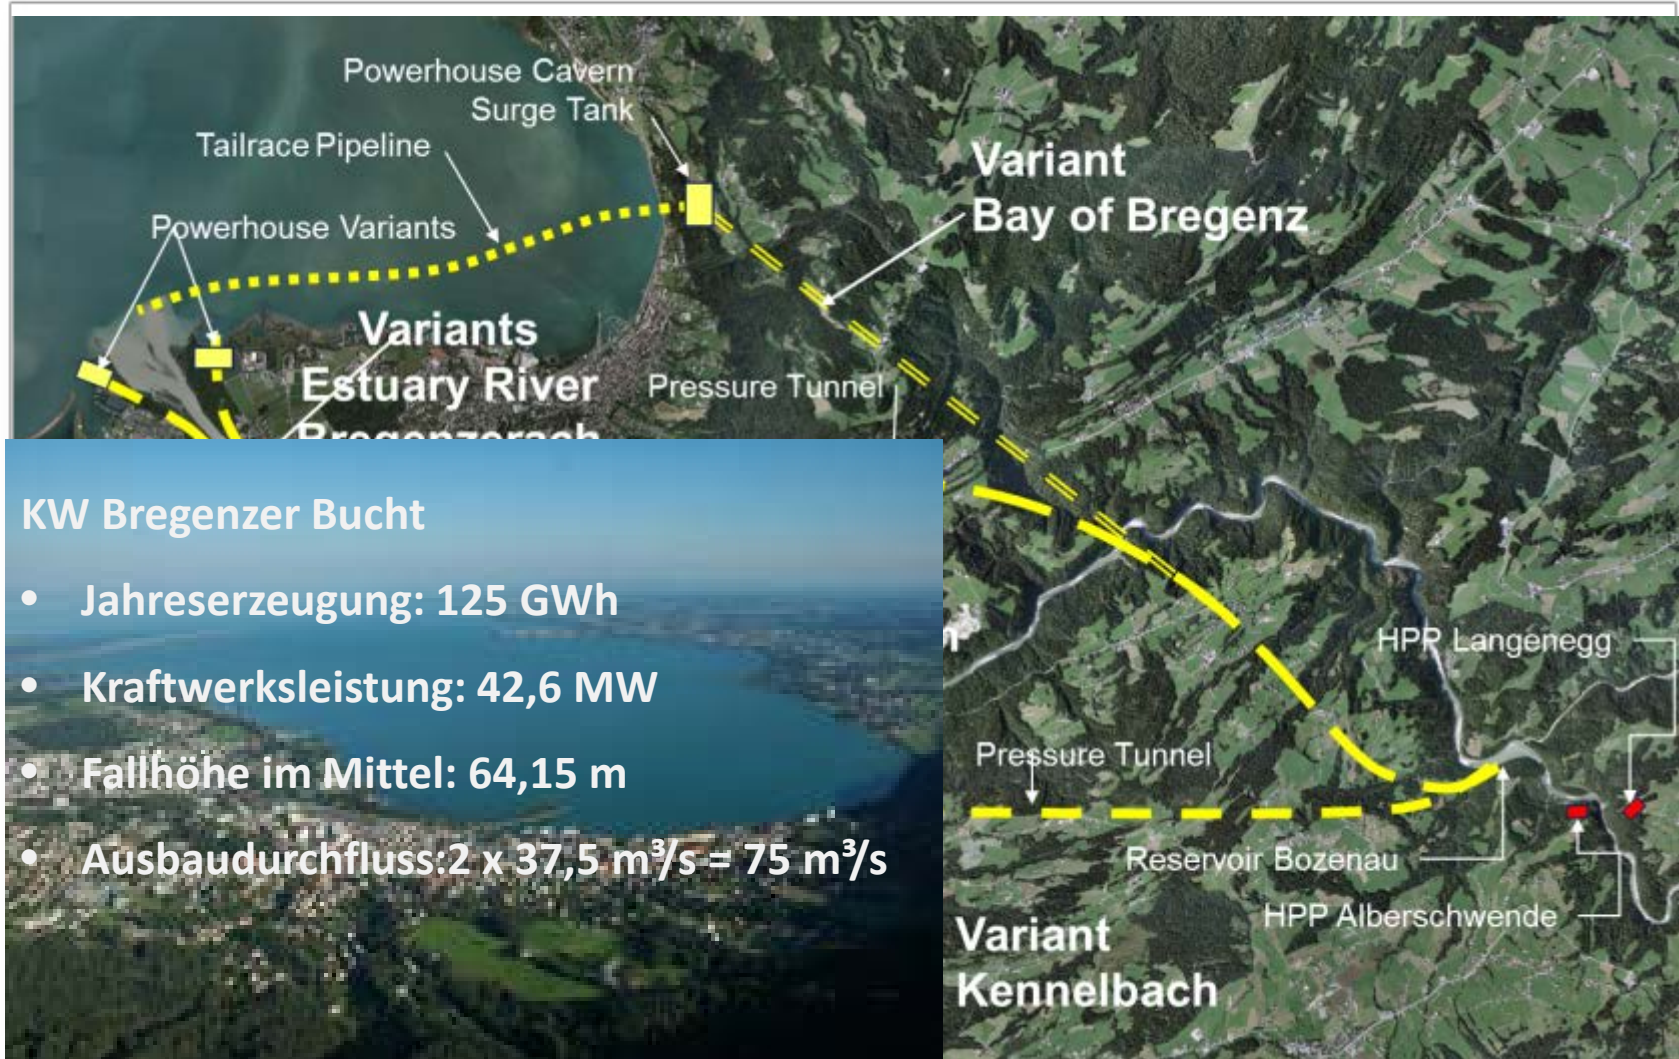 Powerhouse Cavern
Surge Tank
Tailrace Pipeline
Variant
Bay of Bregenz
Powerhouse Variants
Variants
Estuary River
Bregenzerach
Pressure Tunnel
KW Bregenzer Bucht
• Jahreserzeugung: 125 GWh
• Kraftwerksleistung: 42,6 MW
• Fallhöhe im Mittel: 64,15 m
• Ausbaudurchfluss:2 x 37,5 m³/s = 75 m³/s
HPP Langenegg
Pressure Tunnel
Reservoir Bozenau
HPP Alberschwende
Variant
Kennelbach